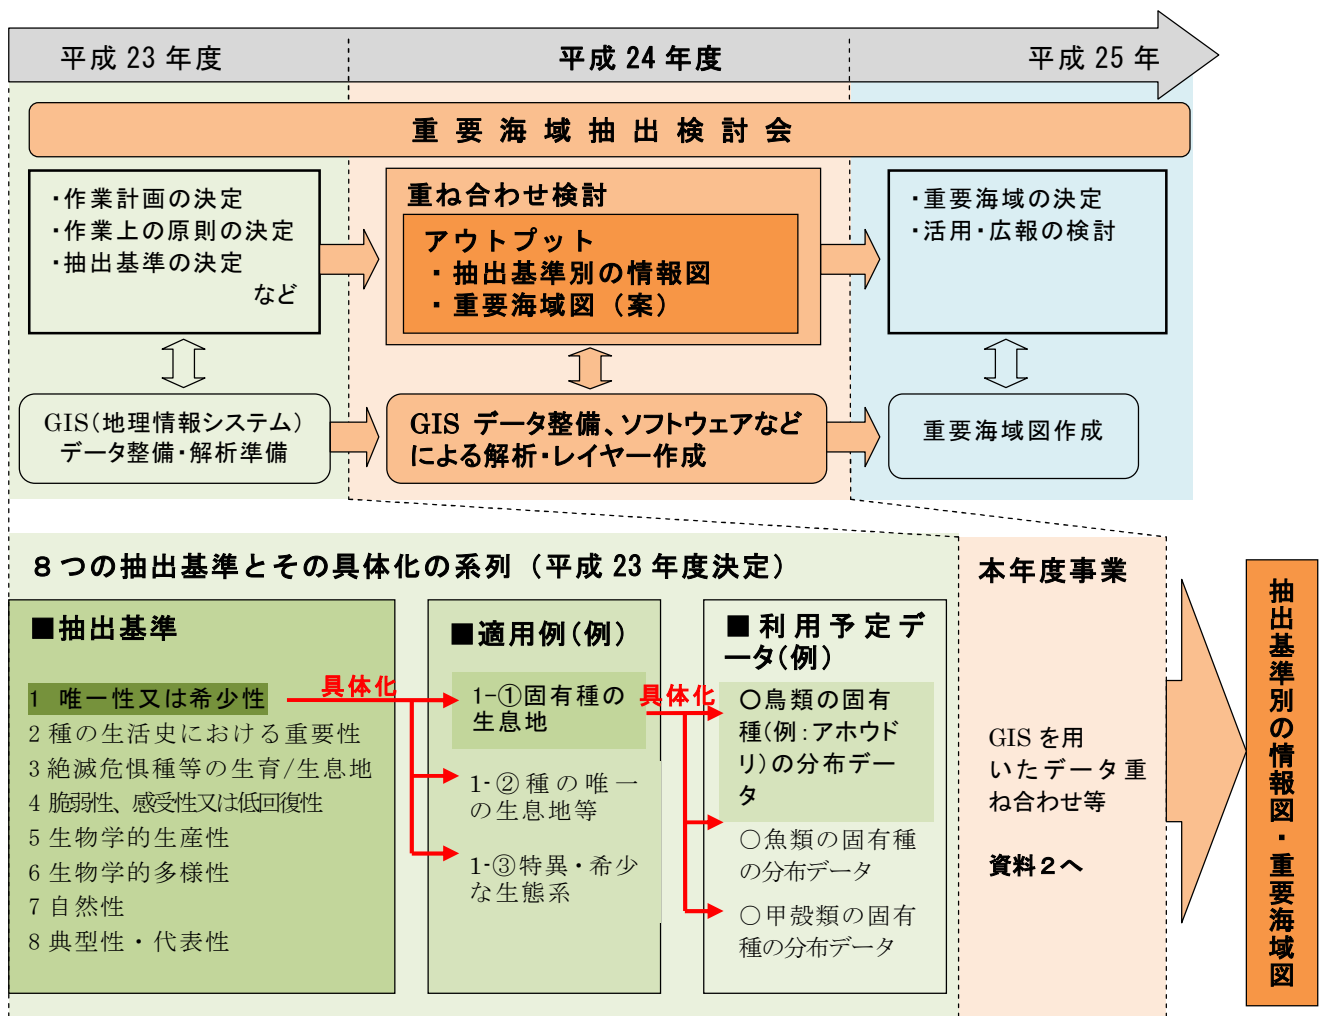 平成 23 年度
平成 24 年度
平成 25 年
重要海域抽出検討会
・作業計画の決定
・作業上の原則の決定
・抽出基準の決定
など
重ね合わせ検討
アウトプット
・抽出基準別の情報図
・重要海域図（案）
・重要海域の決定
・活用・広報の検討
GIS(地理情報システム)
データ整備・解析準備
GIS データ整備、ソフトウェアなど
による解析・レイヤー作成
重要海域図作成
８つの抽出基準とその具体化の系列（平成 23 年度決定）
本年度事業
■抽出基準
1 唯一性又は希少性
2 種の生活史における重要性
3 絶滅危惧種等の生育/生息地
4 脆弱性、感受性又は低回復性
5 生物学的生産性
6 生物学的多様性
7 自然性
8 典型性・代表性
具体化
■適用例(例)
1-①固有種の
生息地
1-②種の唯一
の生息地等
1-③特異・希少
な生態系
具体化
■利用予定デ
ータ(例)
〇鳥類の固有
種(例：アホウド
リ)の分布デー
タ
〇魚類の固有種
の分布データ
〇甲殻類の固有
種の分布データ
GIS を用
いたデータ重
ね合わせ等
資料２へ
抽出基準別の情報図・重要海域図